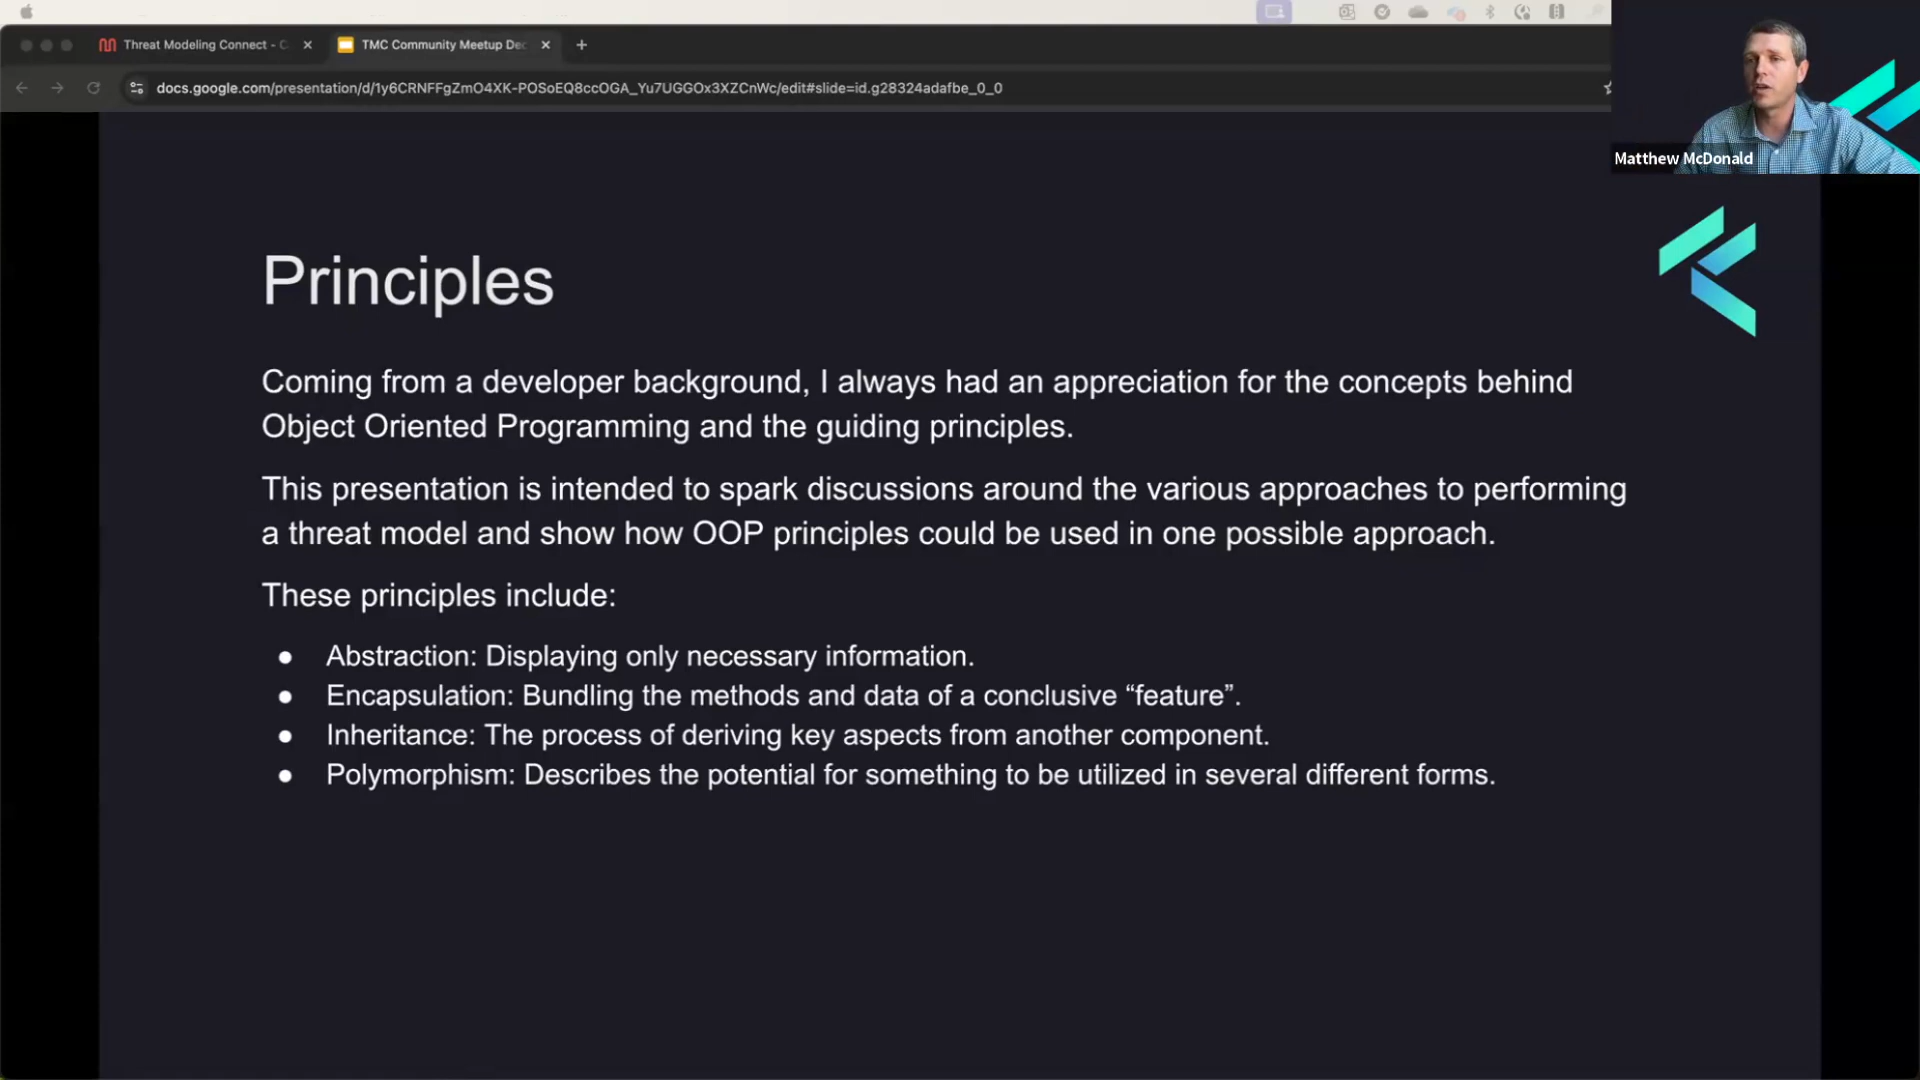 Threat Modeling Connect - C
TMC Community Meetup Dec
docs.google.com/presentation/d/1y6CRNFFgZmO4XK-POSoEQ8ccOGA_Yu7UGGOx3XZCnWc/edit#slide=id.g28324adafbe_0_0
Matthew McDonald
Principles
Coming from a developer background, I always had an appreciation for the concepts behind
Object Oriented Programming and the guiding principles.
This presentation is intended to spark discussions around the various approaches to performing
a threat model and show how OOP principles could be used in one possible approach.
These principles include:
● Abstraction: Displaying only necessary information.
● Encapsulation: Bundling the methods and data of a conclusive “feature”.
● Inheritance: The process of deriving key aspects from another component.
● Polymorphism: Describes the potential for something to be utilized in several different forms.